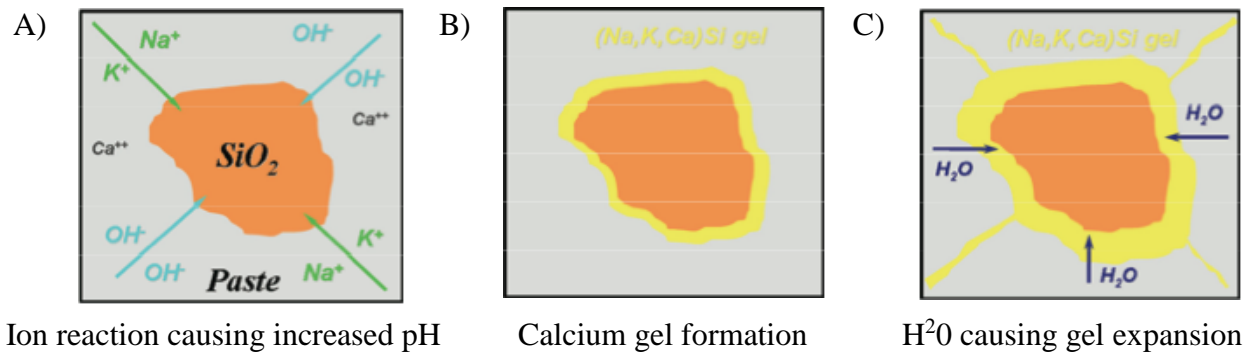 A)
Na⁺
K⁺
OH⁻
OH⁻
Ca⁺⁺
Ca⁺⁺
SiO₂
OH⁻
OH⁻
K⁺
Na⁺
Paste
Ion reaction causing increased pH
B)
(Na,K,Ca)Si gel
Calcium gel formation
C)
(Na,K,Ca)Si gel
H₂O
H₂O
H₂O
H²0 causing gel expansion